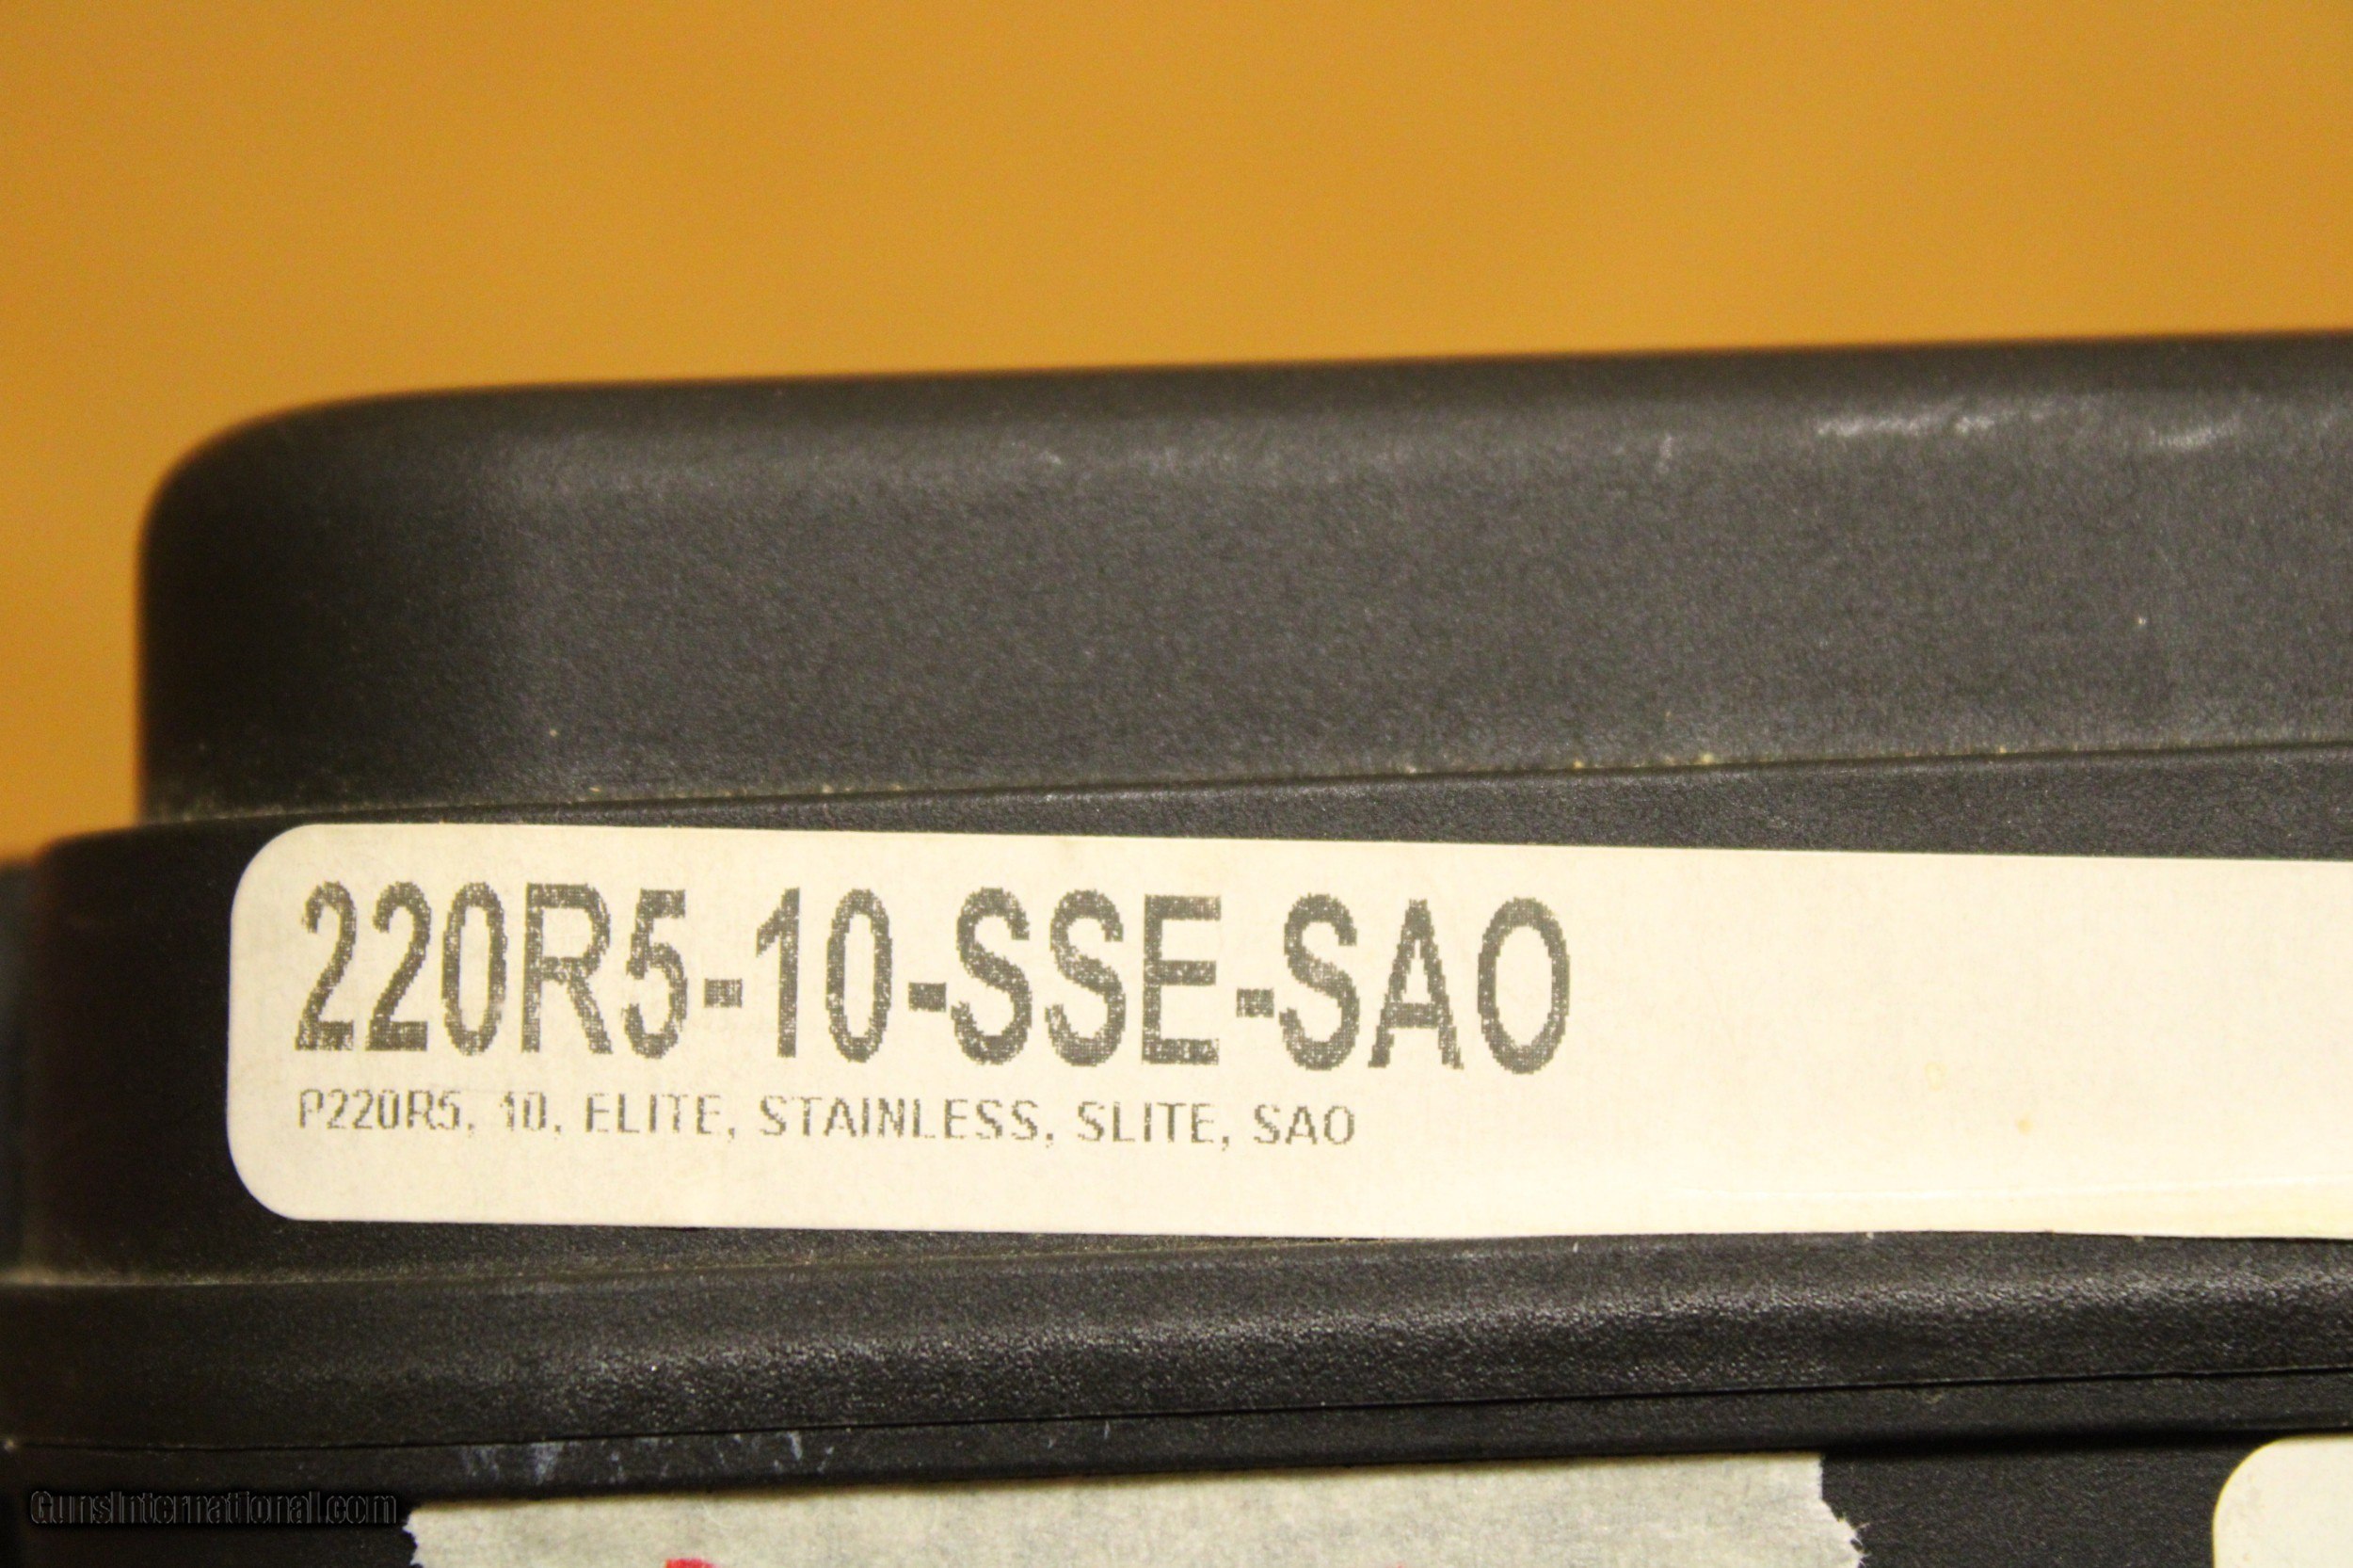 220R5-10-SSE-SAO
P220R5, 10, ELITE, STAINLESS, SLITE, SAO
GunsInternational.com